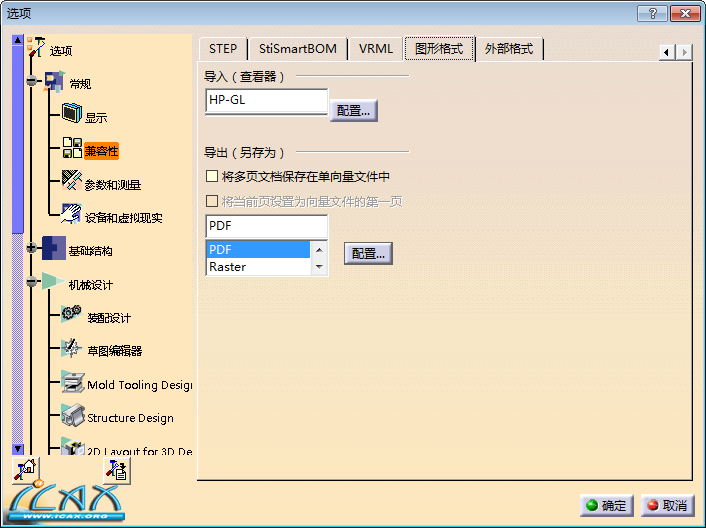 选项
选项
常规
显示
兼容性
参数和测量
设备和虚拟现实
基础结构
机械设计
装配设计
草图编辑器
Mold Tooling Design
Structure Design
2D Layout for 3D De
STEP
StiSmartBOM
VRML
图形格式
外部格式
导入（查看器）
HP-GL
配置...
导出（另存为）
将多页文档保存在单向量文件中
将当前页设置为向量文件的第一页
PDF
PDF
Raster
配置...
iCAX
WWW.iCAX.ORG
确定
取消